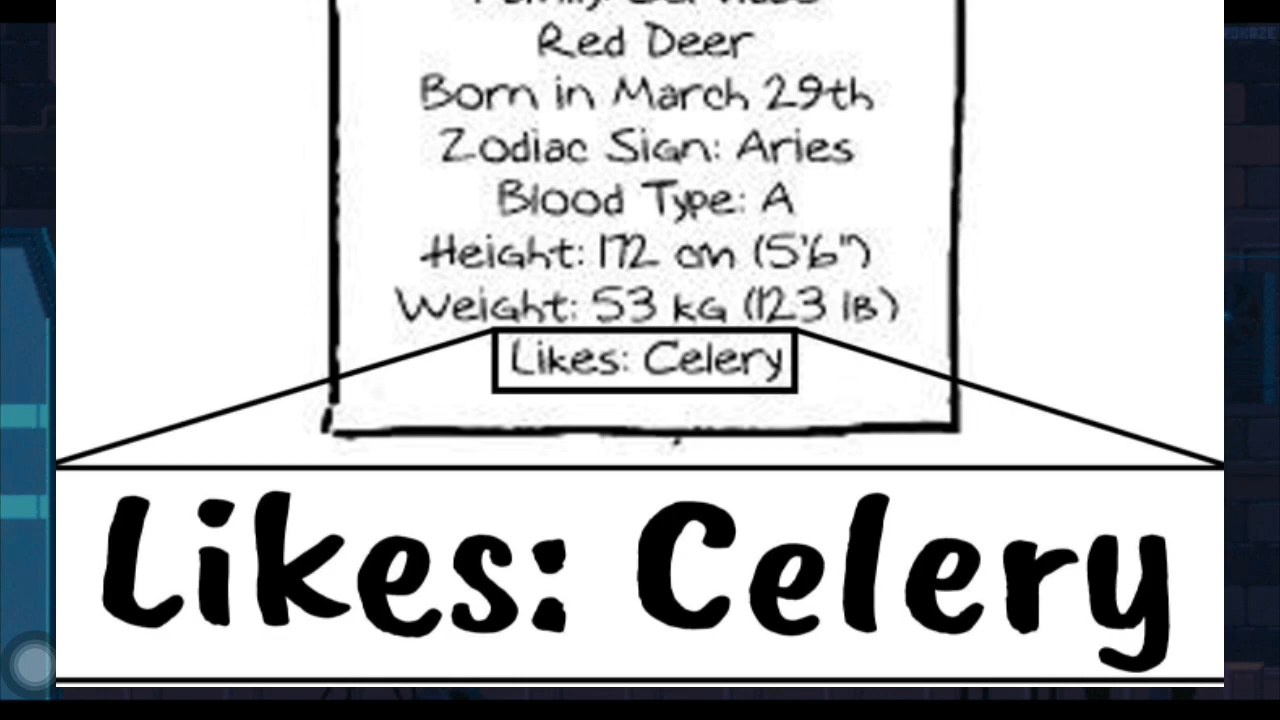 Red Deer
Born in March 29th
Zodiac Sign: Aries
Blood Type: A
Height: 172 cm (5'6")
Weight: 53 kg (123 lb)
Likes: Celery
Likes: Celery